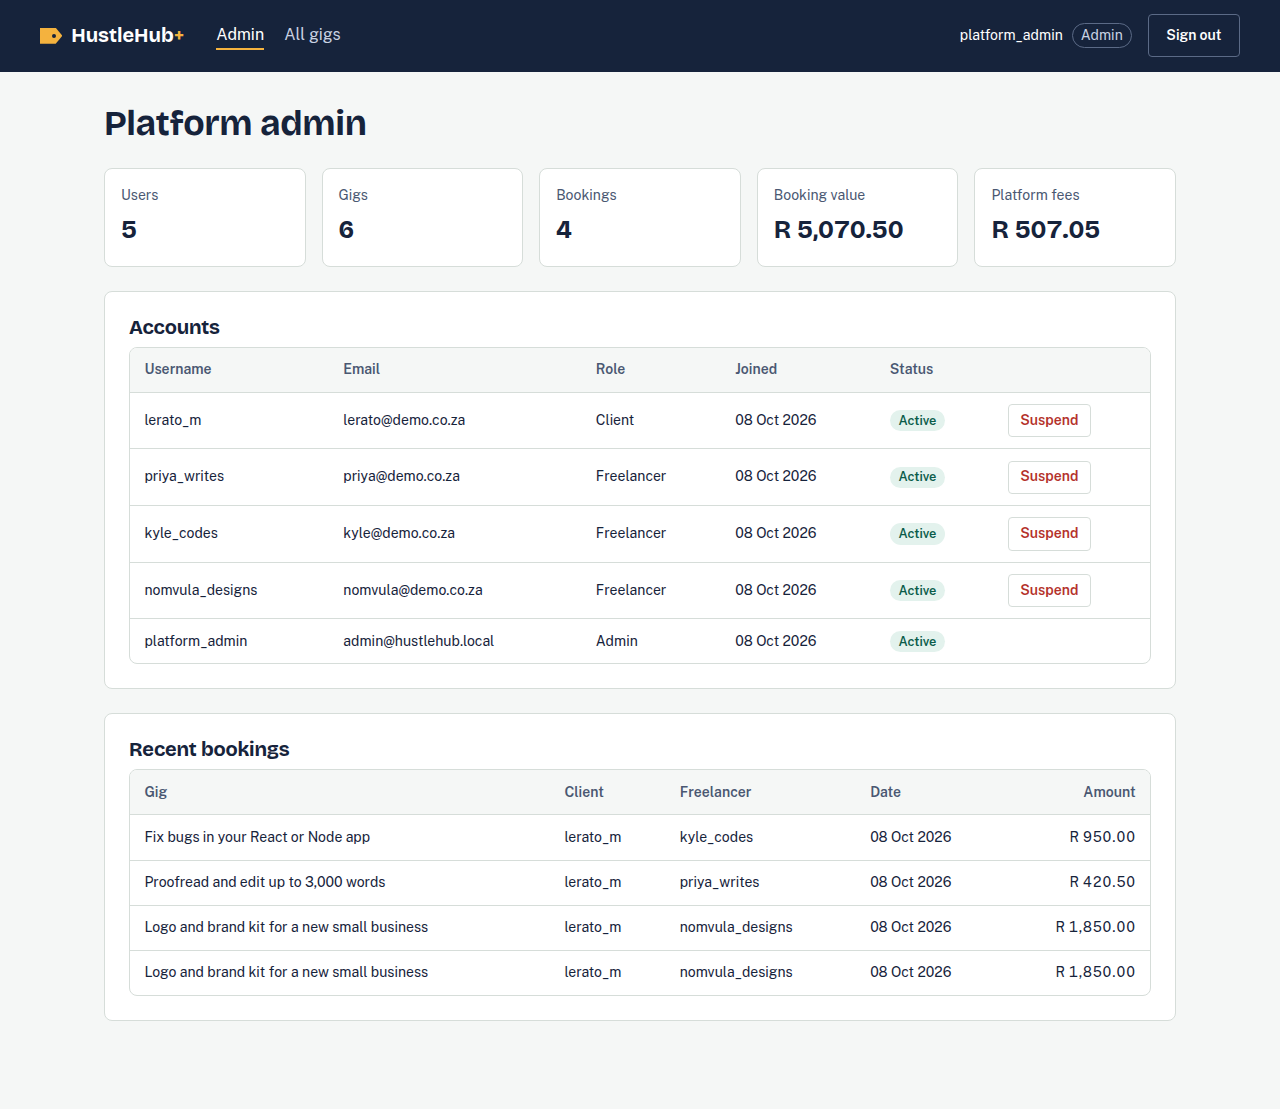 HustleHub+ Admin All gigs platform_admin Admin Sign out
Platform admin
Users Gigs Bookings Booking value Platform fees
5 6 4 R 5,070.50 R 507.05
Accounts
Username Email Role Joined Status
lerato_m lerato@demo.co.za Client 08 Oct 2026 Active Suspend
priya_writes priya@demo.co.za Freelancer 08 Oct 2026 Active Suspend
kyle_codes kyle@demo.co.za Freelancer 08 Oct 2026 Active Suspend
nomvula_designs nomvula@demo.co.za Freelancer 08 Oct 2026 Active Suspend
platform_admin admin@hustlehub.local Admin 08 Oct 2026 Active
Recent bookings
Gig Client Freelancer Date Amount
Fix bugs in your React or Node app lerato_m kyle_codes 08 Oct 2026 R 950.00
Proofread and edit up to 3,000 words lerato_m priya_writes 08 Oct 2026 R 420.50
Logo and brand kit for a new small business lerato_m nomvula_designs 08 Oct 2026 R 1,850.00
Logo and brand kit for a new small business lerato_m nomvula_designs 08 Oct 2026 R 1,850.00